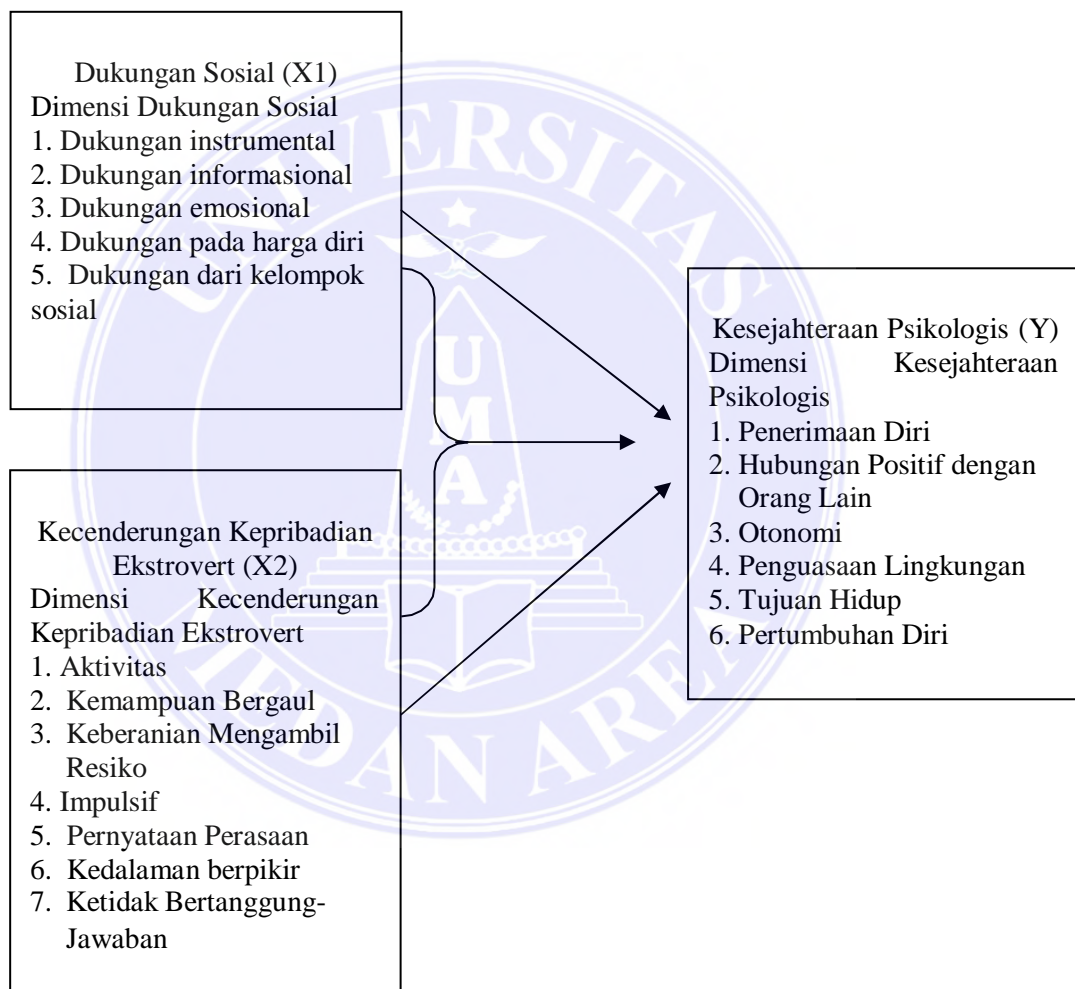 Dukungan Sosial (X1)
Dimensi Dukungan Sosial
1. Dukungan instrumental
2. Dukungan informasional
3. Dukungan emosional
4. Dukungan pada harga diri
5. Dukungan dari kelompok
sosial
Kecenderungan Kepribadian
Ekstrovert (X2)
Dimensi Kecenderungan
Kepribadian Ekstrovert
1. Aktivitas
2. Kemampuan Bergaul
3. Keberanian Mengambil
Resiko
4. Impulsif
5. Pernyataan Perasaan
6. Kedalaman berpikir
7. Ketidak Bertanggung-
Jawaban
Kesejahteraan Psikologis (Y)
Dimensi Kesejahteraan
Psikologis
1. Penerimaan Diri
2. Hubungan Positif dengan
Orang Lain
3. Otonomi
4. Penguasaan Lingkungan
5. Tujuan Hidup
6. Pertumbuhan Diri
UNIVERSITAS
MEDAN AREA
UMA